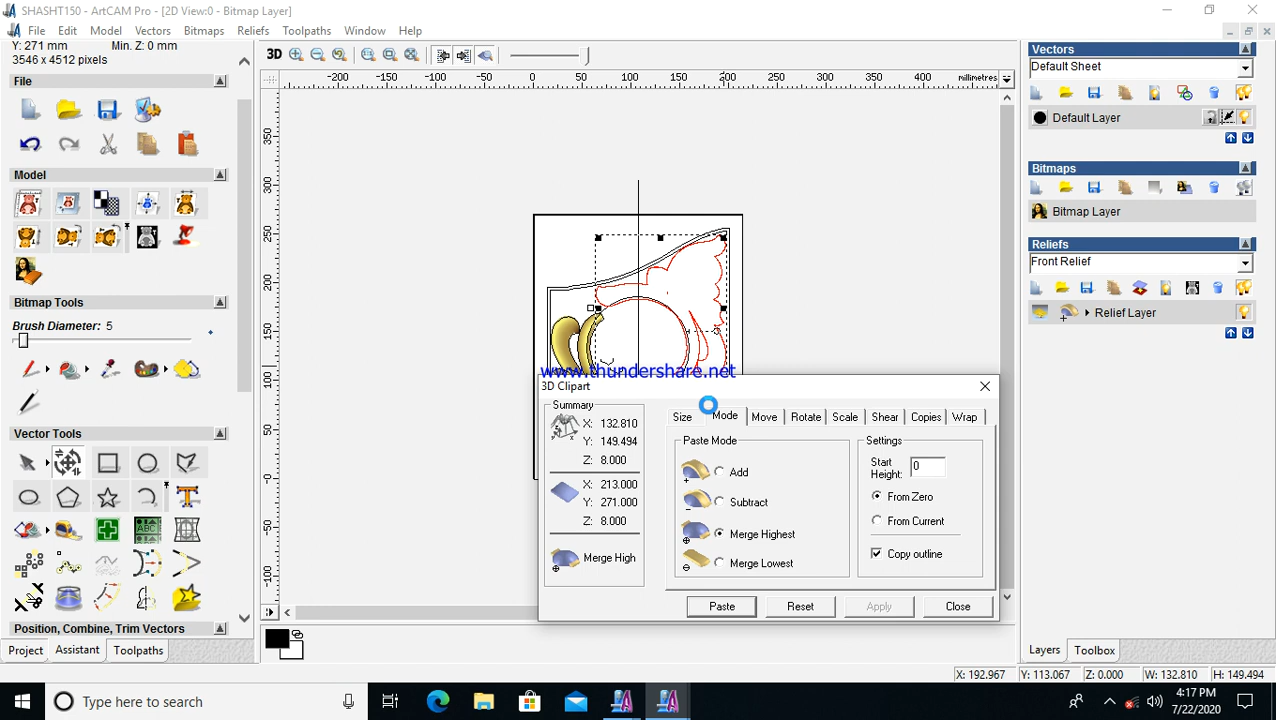 SHASHT150 - ArtCAM Pro - [2D View:0 - Bitmap Layer]
File Edit Model Vectors Bitmaps Reliefs Toolpaths Window Help
Y: 271 mm Min. Z: 0 mm
3546 x 4512 pixels
File
Model
Bitmap Tools
Brush Diameter: 5
Vector Tools
Position, Combine, Trim Vectors
Project Assistant Toolpaths
3D
-200 -150 -100 -50 0 50 100 150 200 300 400 millimetres
350
300
250
200
150
100
50
-0
-50
-100
www.thundershare.net
3D Clipart
Summary
X: 132.810
Y: 149.494
Z: 8.000
X: 213.000
Y: 271.000
Z: 8.000
Merge High
Size Mode Move Rotate Scale Shear Copies Wrap
Paste Mode
Add
Subtract
Merge Highest
Merge Lowest
Settings
Start Height: 0
From Zero
From Current
Copy outline
Paste Reset Apply Close
Vectors
Default Sheet
Default Layer
Bitmaps
Bitmap Layer
Reliefs
Front Relief
Relief Layer
Layers Toolbox
X: 192.967 Y: 113.067 Z: 0.000 W: 132.810 H: 149.494
Type here to search
4:17 PM
7/22/2020